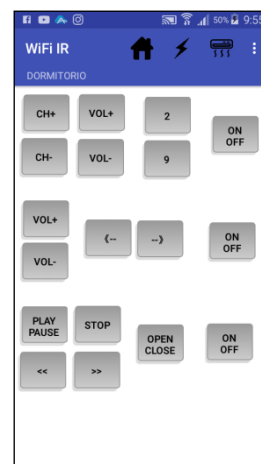 50% 9:55
WiFi IR
DORMITORIO
CH+ VOL+ 2
ON
OFF
CH- VOL- 9
VOL+
《-- --》
ON
OFF
VOL-
PLAY
PAUSE
STOP
OPEN
CLOSE
ON
OFF
<< >>